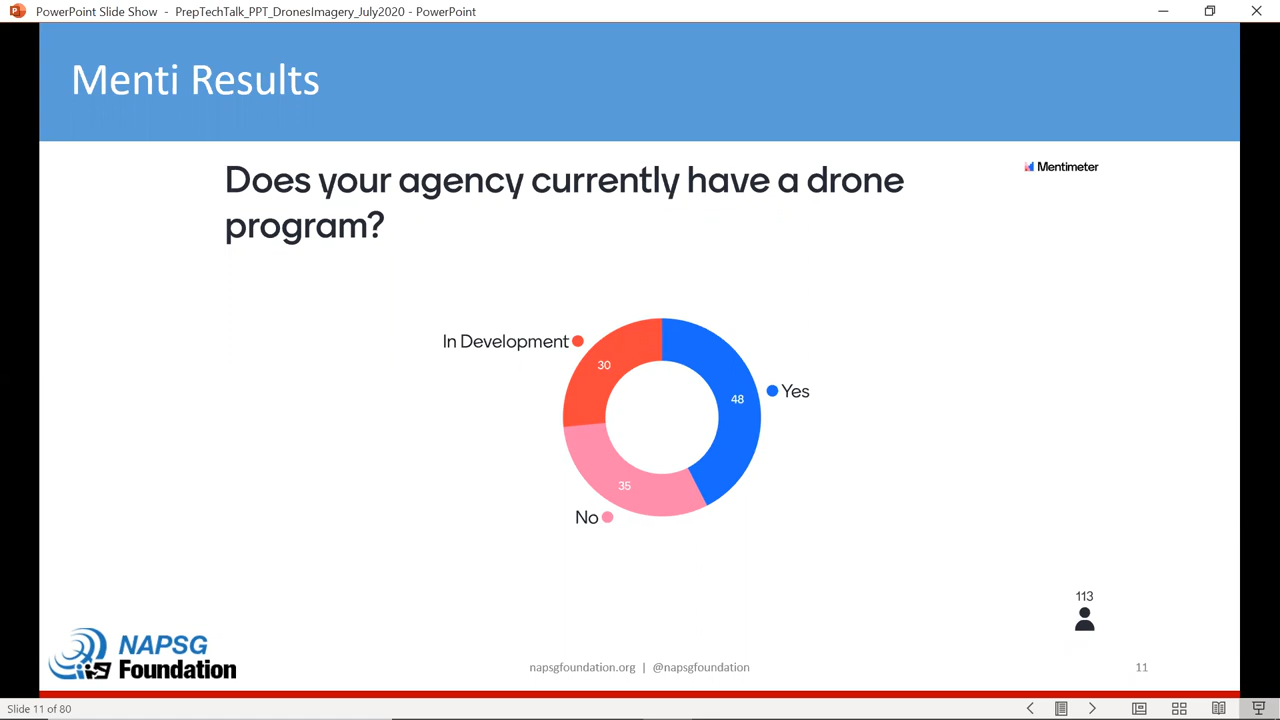 PowerPoint Slide Show - PrepTechTalk_PPT_DronesImagery_July2020 - PowerPoint
Menti Results
Does your agency currently have a drone
program?
Mentimeter
In Development
30
Yes
48
35
No
113
NAPSG
Foundation
napsgfoundation.org | @napsgfoundation
11
Slide 11 of 80